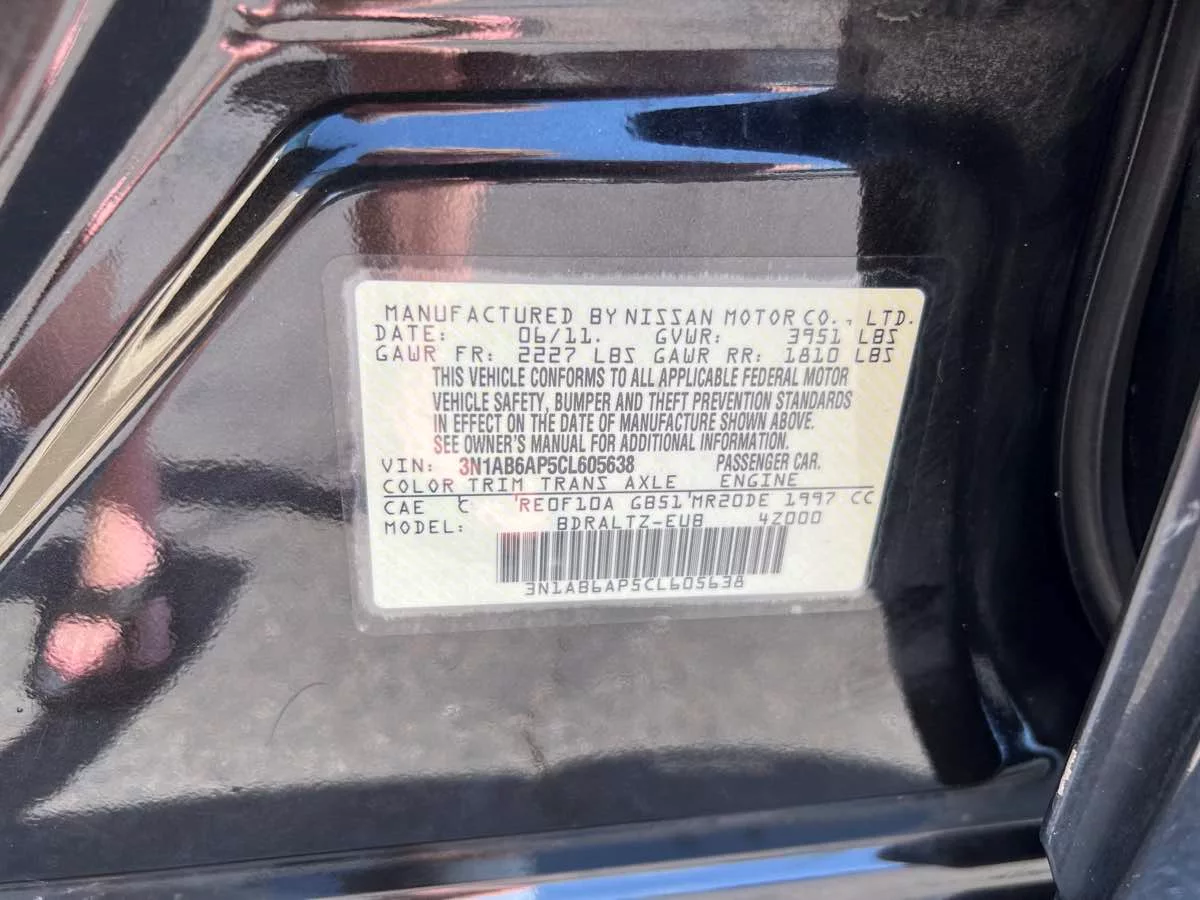 MANUFACTURED BY NISSAN MOTOR CO., LTD.
DATE: 06/11. GVWR: 3951 LBS
GAWR FR: 2227 LBS GAWR RR: 1810 LBS
THIS VEHICLE CONFORMS TO ALL APPLICABLE FEDERAL MOTOR
VEHICLE SAFETY, BUMPER AND THEFT PREVENTION STANDARDS
IN EFFECT ON THE DATE OF MANUFACTURE SHOWN ABOVE.
SEE OWNER'S MANUAL FOR ADDITIONAL INFORMATION.
VIN: 3N1AB6AP5CL605638 PASSENGER CAR.
COLOR TRIM TRANS AXLE ENGINE
CAE C RE0F10A GB51 MR20DE 1997 CC
MODEL: BDRALTZ-EUB 4Z000
3N1AB6AP5CL605638